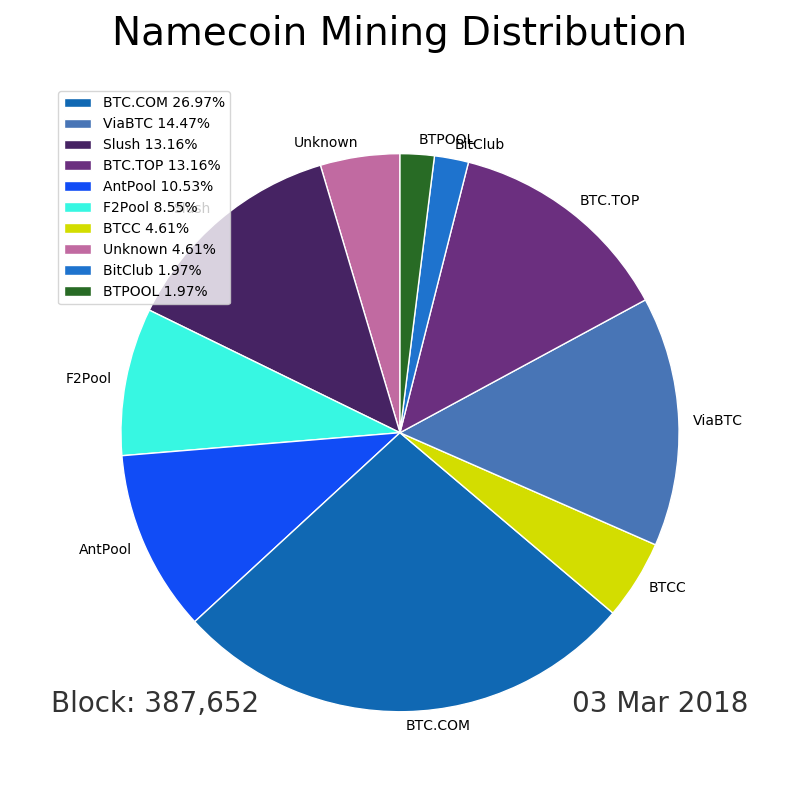 Namecoin Mining Distribution
BTC.COM 26.97%
ViaBTC 14.47%
Slush 13.16%
BTC.TOP 13.16%
AntPool 10.53%
F2Pool 8.55%
BTCC 4.61%
Unknown 4.61%
BitClub 1.97%
BTPOOL 1.97%
Unknown
BTPOOL
BitClub
BTC.TOP
Slush
F2Pool
ViaBTC
AntPool
BTCC
BTC.COM
Block: 387,652
03 Mar 2018